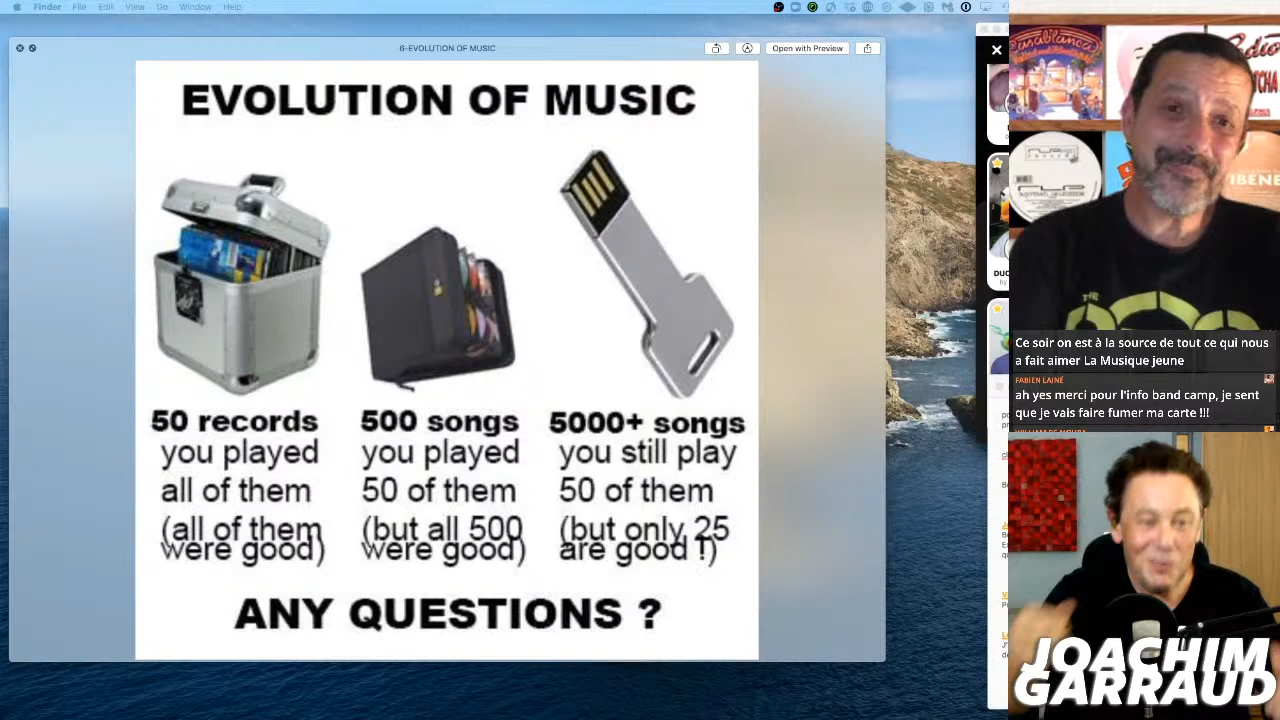 Finder File Edit View Go Window Help
6-EVOLUTION OF MUSIC
Open with Preview
EVOLUTION OF MUSIC
50 records
you played
all of them
(all of them
were good)
500 songs
you played
50 of them
(but all 500
were good)
5000+ songs
you still play
50 of them
(but only 25
are good !)
ANY QUESTIONS ?
Casablanca
THE
Ce soir on est à la source de tout ce qui nous
a fait aimer La Musique jeune
FABIEN LAINÉ
ah yes merci pour l'info band camp, je sent
que je vais faire fumer ma carte !!!
JOACHIM
GARRAUD